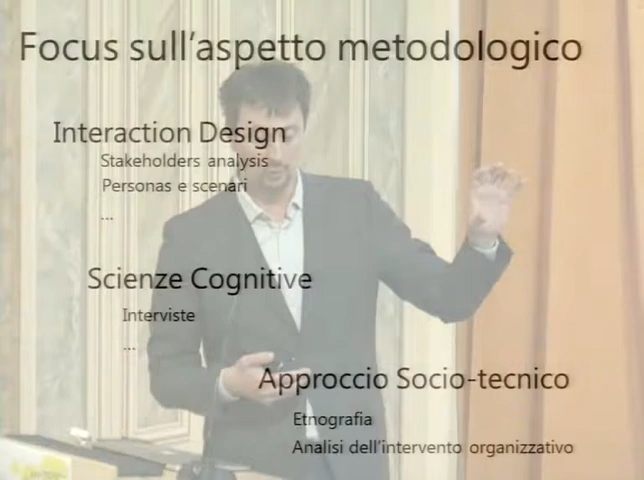 Focus sull'aspetto metodologico
Interaction Design
Stakeholders analysis
Personas e scenari
...
Scienze Cognitive
Interviste
...
Approccio Socio-tecnico
Etnografia
Analisi dell'intervento organizzativo